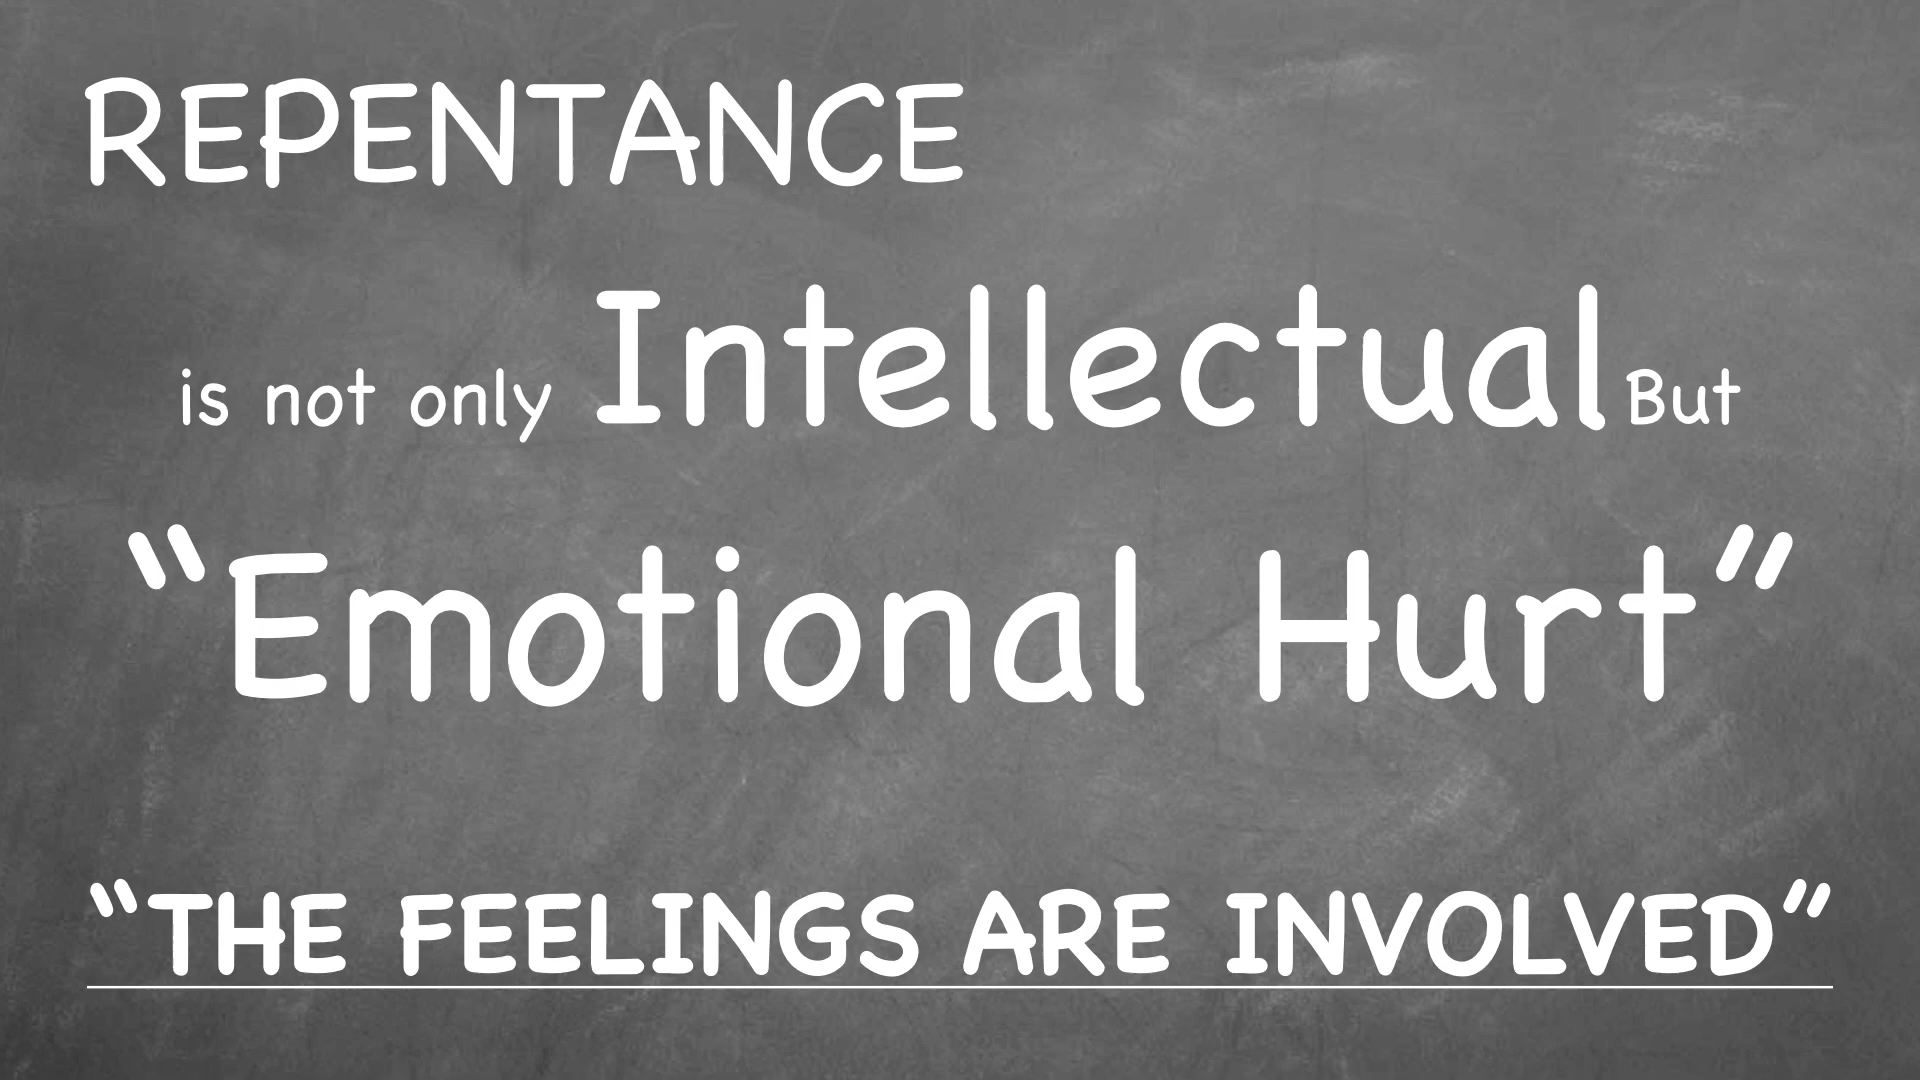 REPENTANCE
is not only Intellectual But
“Emotional Hurt”
“THE FEELINGS ARE INVOLVED”